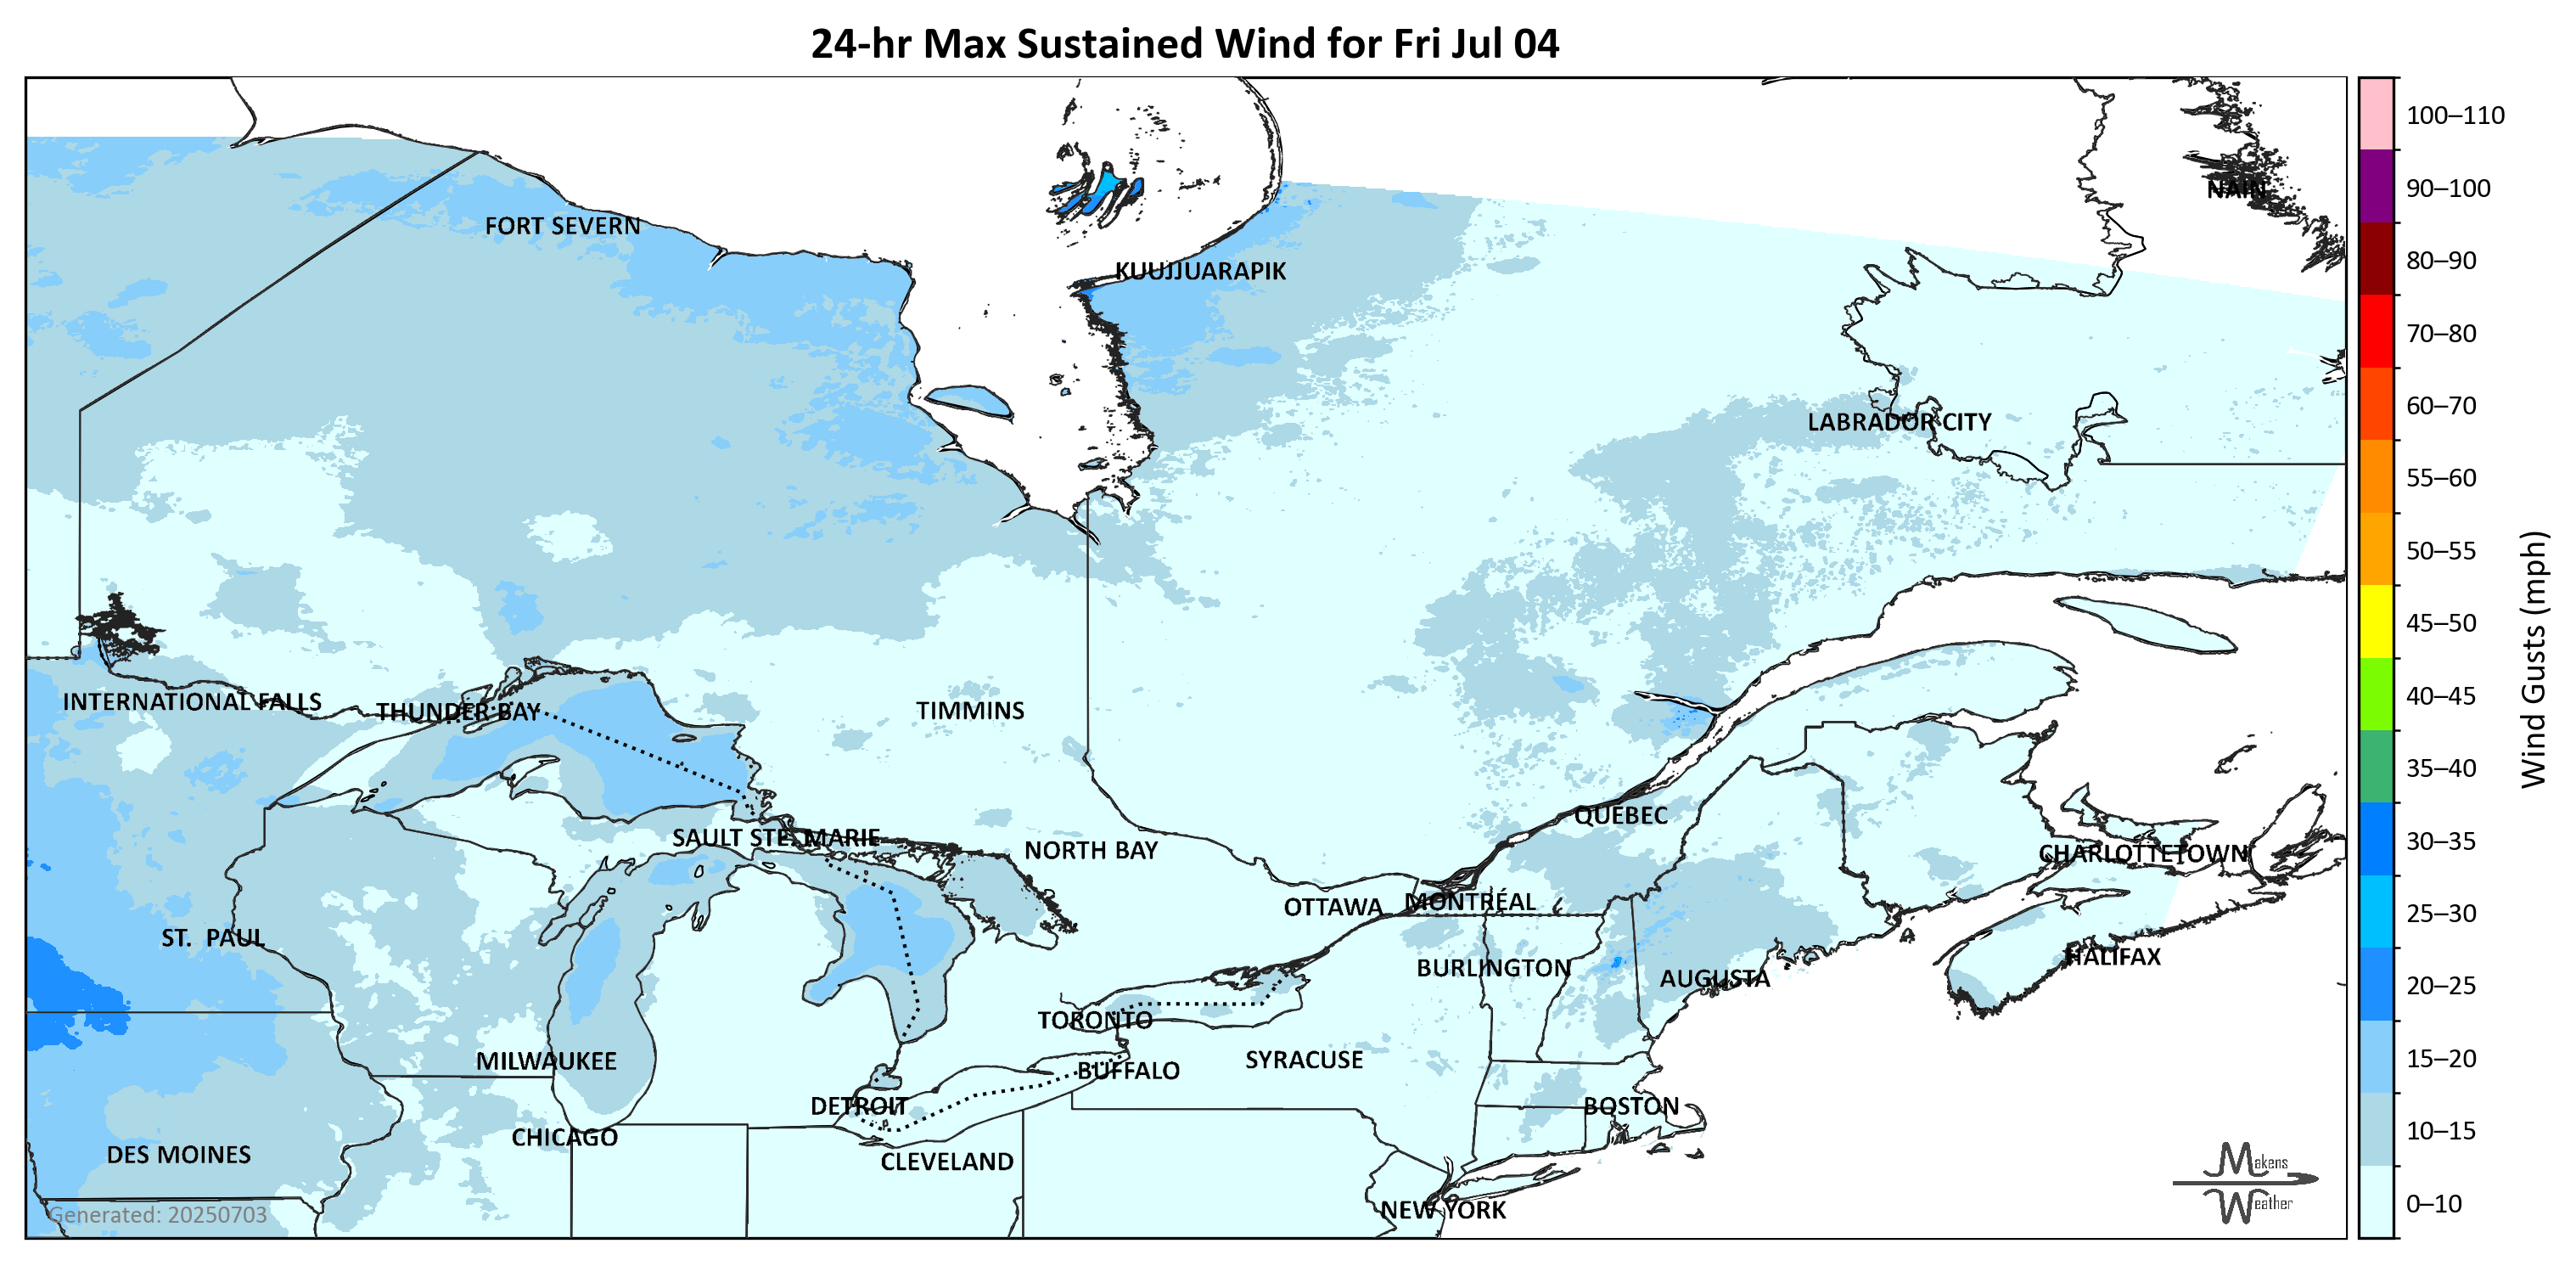 24-hr Max Sustained Wind for Fri Jul 04
100–110
90–100
80–90
70–80
60–70
55–60
50–55
45–50
40–45
35–40
30–35
25–30
20–25
15–20
10–15
0–10
Wind Gusts (mph)
NAIN
FORT SEVERN
KUUJJUARAPIK
LABRADOR CITY
INTERNATIONAL FALLS
THUNDER BAY
TIMMINS
QUÉBEC
SAULT STE. MARIE
NORTH BAY
CHARLOTTETOWN
OTTAWA
MONTRÉAL
ST.  PAUL
HALIFAX
BURLINGTON
AUGUSTA
TORONTO
MILWAUKEE
SYRACUSE
BUFFALO
DETROIT
BOSTON
CHICAGO
DES MOINES
CLEVELAND
NEW YORK
Generated: 20250703
Makens
Weather